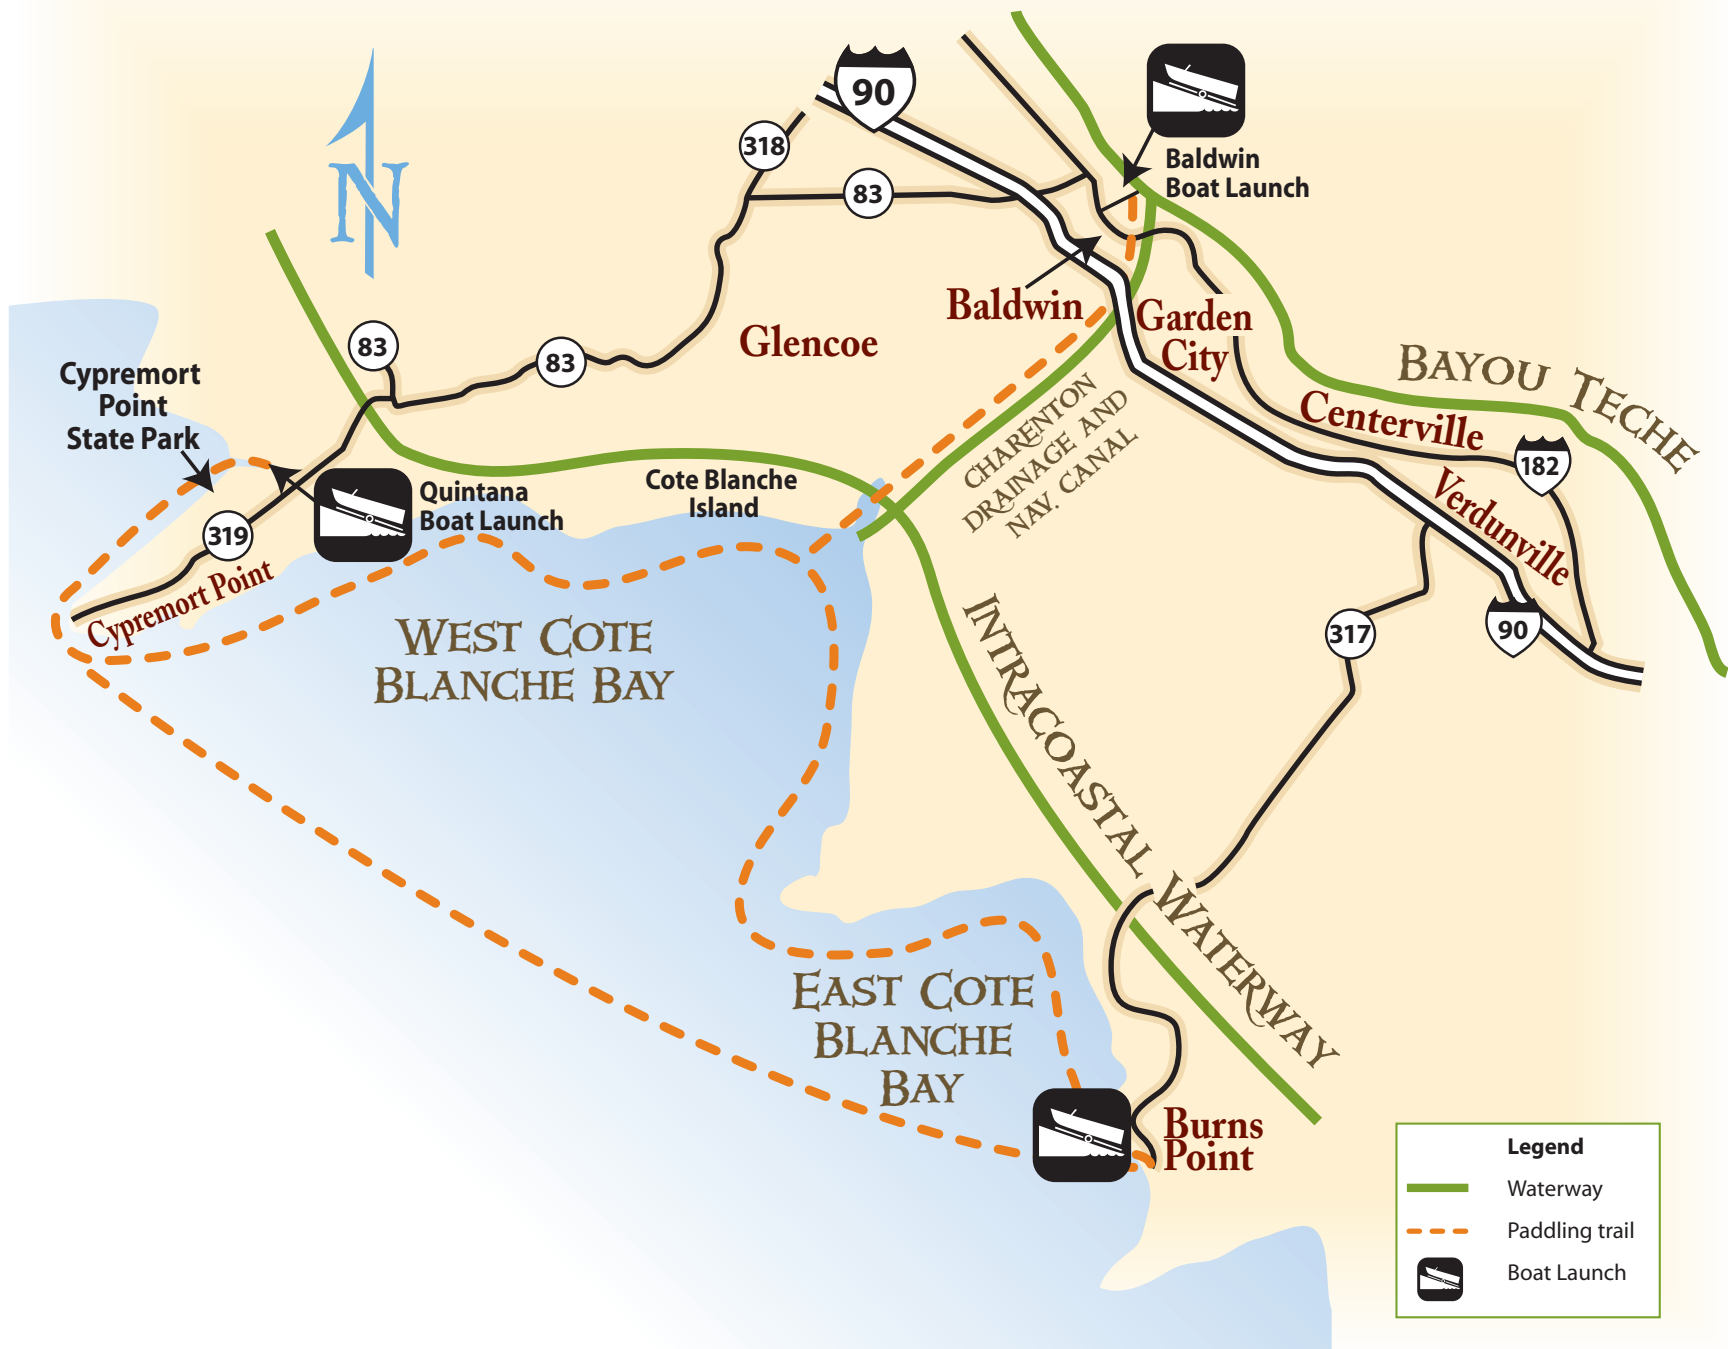 90
318
83
Baldwin
Boat Launch
N
Baldwin
Garden
City
Glencoe
83
83
Cypremort
Point
State Park
BAYOU TECHE
Centerville
182
Verdunville
CHARENTON
DRAINAGE AND
NAV. CANAL
Cote Blanche
Island
Quintana
Boat Launch
319
Cypremort Point
WEST COTE
BLANCHE BAY
INTRACOASTAL WATERWAY
317
90
EAST COTE
BLANCHE
BAY
Burns
Point
Legend
Waterway
Paddling trail
Boat Launch